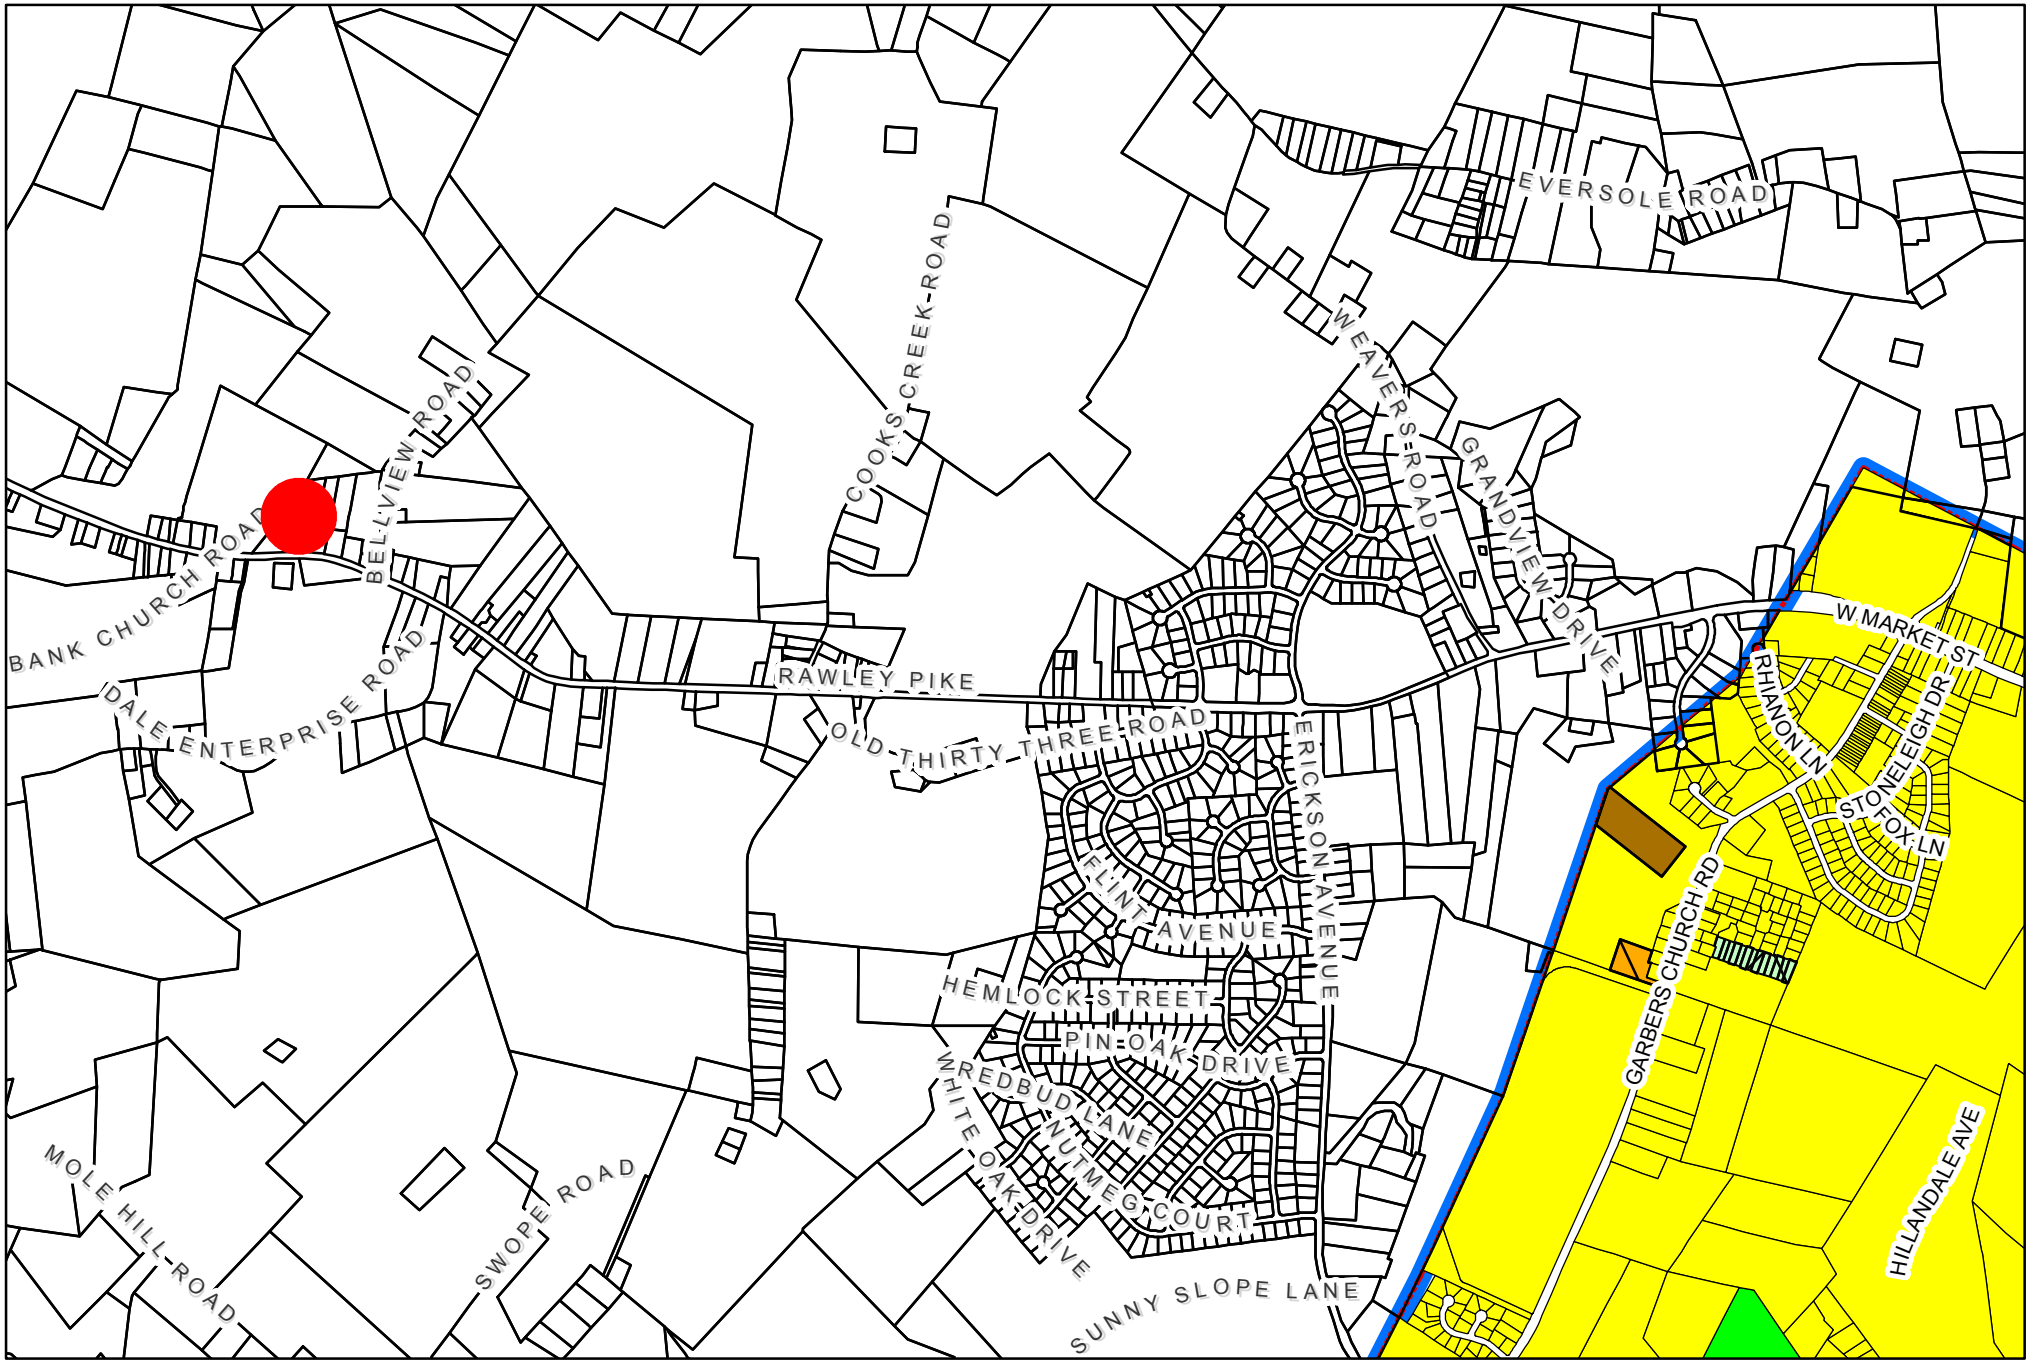 EVERSOLE ROAD
COOKS CREEK ROAD
WEAVERS ROAD
BELLVIEW ROAD
GRANDVIEW DRIVE
BANK CHURCH ROAD
W MARKET ST
DALE ENTERPRISE ROAD
RAWLEY PIKE
RHIANON LN
STONELEIGH DR
OLD THIRTY THREE ROAD
ERICKSON AVENUE
FOX LN
FLINT AVENUE
GARBERS CHURCH RD
HEMLOCK STREET
PIN OAK DRIVE
REDBUD LANE
WHITE OAK DRIVE
NUTMEG COURT
HILLANDALE AVE
MOLE HILL ROAD
SWOPE ROAD
SUNNY SLOPE LANE